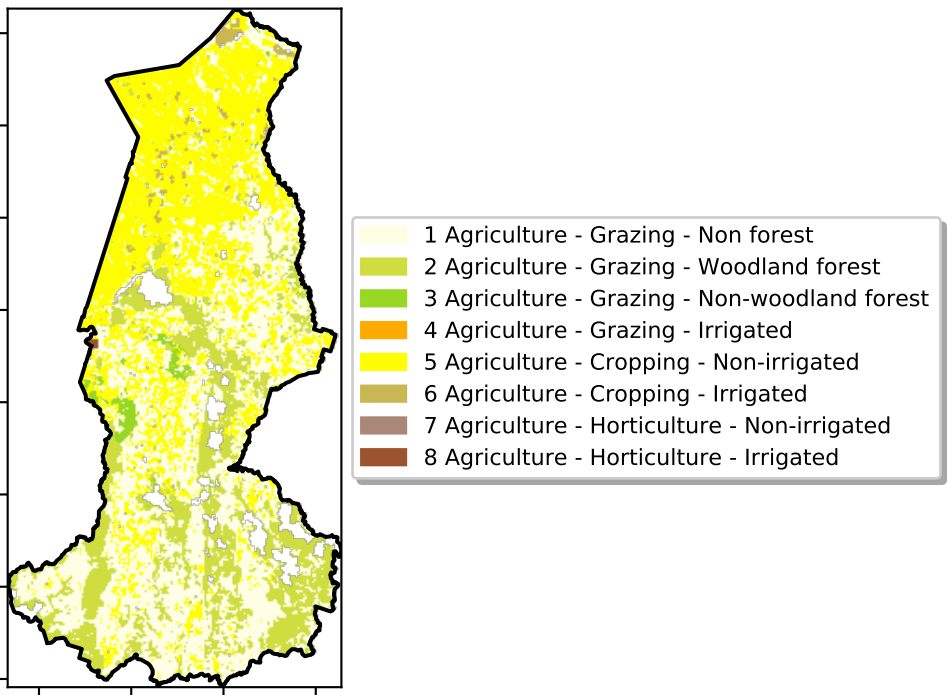 1 Agriculture - Grazing - Non forest
2 Agriculture - Grazing - Woodland forest
3 Agriculture - Grazing - Non-woodland forest
4 Agriculture - Grazing - Irrigated
5 Agriculture - Cropping - Non-irrigated
6 Agriculture - Cropping - Irrigated
7 Agriculture - Horticulture - Non-irrigated
8 Agriculture - Horticulture - Irrigated